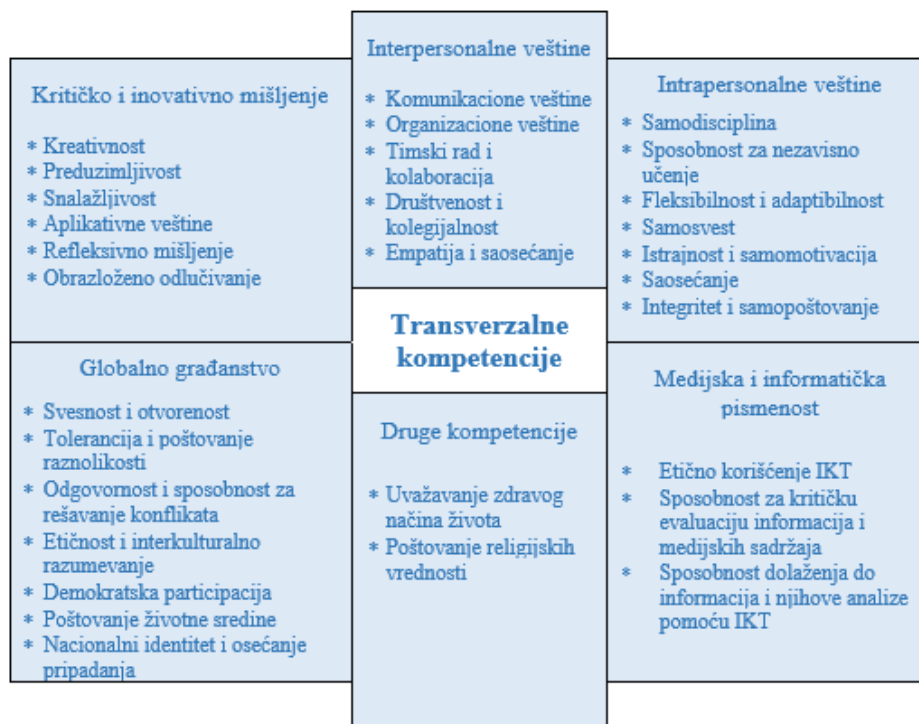 Kritičko i inovativno mišljenje
* Kreativnost
* Preduzimljivost
* Snalažljivost
* Aplikativne veštine
* Refleksivno mišljenje
* Obrazloženo odlučivanje
Interpersonalne veštine
* Komunikacione veštine
* Organizacione veštine
* Timski rad i
kolaboracija
* Društvenost i
kolegijalnost
* Empatija i saosećanje
Intrapersonalne veštine
* Samodisciplina
* Sposobnost za nezavisno
učenje
* Fleksibilnost i adaptibilnost
* Samosvest
* Istrajnost i samomotivacija
* Saosećanje
* Integritet i samopoštovanje
Transverzalne
kompetencije
Globalno građanstvo
* Svesnost i otvorenost
* Tolerancija i poštovanje
raznolikosti
* Odgovornost i sposobnost za
rešavanje konflikata
* Etičnost i interkulturalno
razumevanje
* Demokratska participacija
* Poštovanje životne sredine
* Nacionalni identitet i osećanje
pripadanja
Druge kompetencije
* Uvažavanje zdravog
načina života
* Poštovanje religijskih
vrednosti
Medijska i informatička
pismenost
* Etično korišćenje IKT
* Sposobnost za kritičku
evaluaciju informacija i
medijskih sadržaja
* Sposobnost dolaženja do
informacija i njihove analize
pomoću IKT